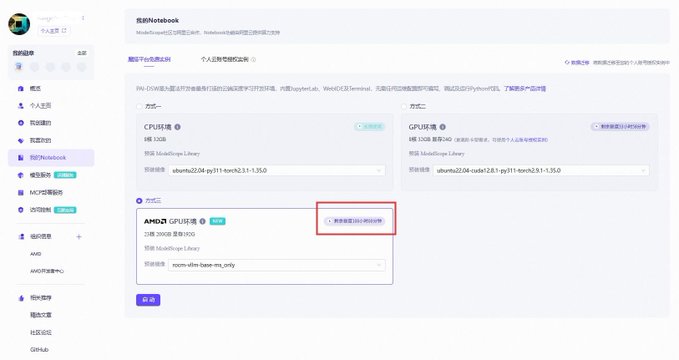 个人主页
我的勋章
全部
概览
个人主页
我创建的
我喜欢的
我的Notebook
模型服务
MCP部署服务
访问控制
组织信息
AMD
AMD开发者中心
相关推荐
精选文章
社区论坛
GitHub
我的Notebook
ModelScope社区与阿里云合作，Notebook功能由阿里云提供算力支持
魔搭平台免费实例
个人云账号授权实例
数据迁移
PAI-DSW是为算法开发者量身打造的云端深度学习开发环境，内置JupyterLab、WebIDE及Terminal，无需任何运维配置即可编写、调试及运行Python代码。 了解更多产品详情
方式一
CPU环境
8核 32GB
预装 ModelScope Library
预装镜像
ubuntu22.04-py311-torch2.3.1-1.35.0
方式二
GPU环境
8核 32GB 显存24G
预装 ModelScope Library
预装镜像
ubuntu22.04-cuda12.8.1-py311-torch2.9.1-1.35.0
方式三
AMD GPU环境
NEW
预装 ModelScope Library
预装镜像
rocm-vllm-base-ms_only
启动